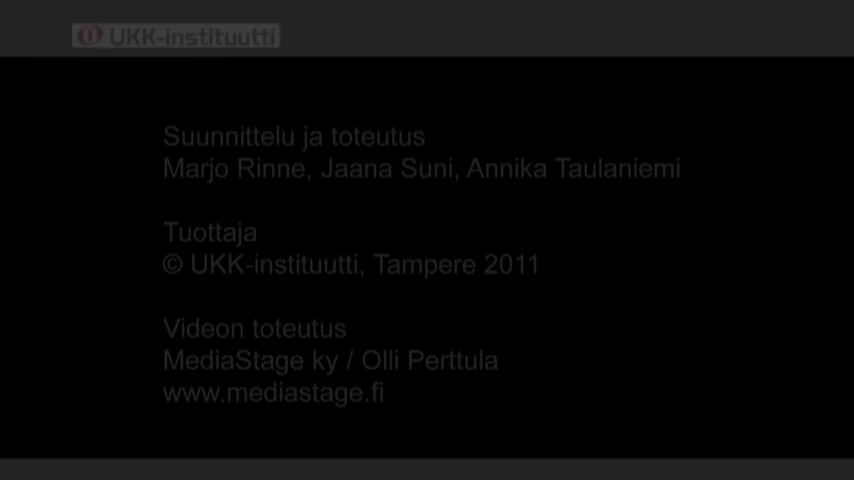 UKK-instituutti
Suunnittelu ja toteutus
Marjo Rinne, Jaana Suni, Annika Taulaniemi
Tuottaja
© UKK-instituutti, Tampere 2011
Videon toteutus
MediaStage ky / Olli Perttula
www.mediastage.fi